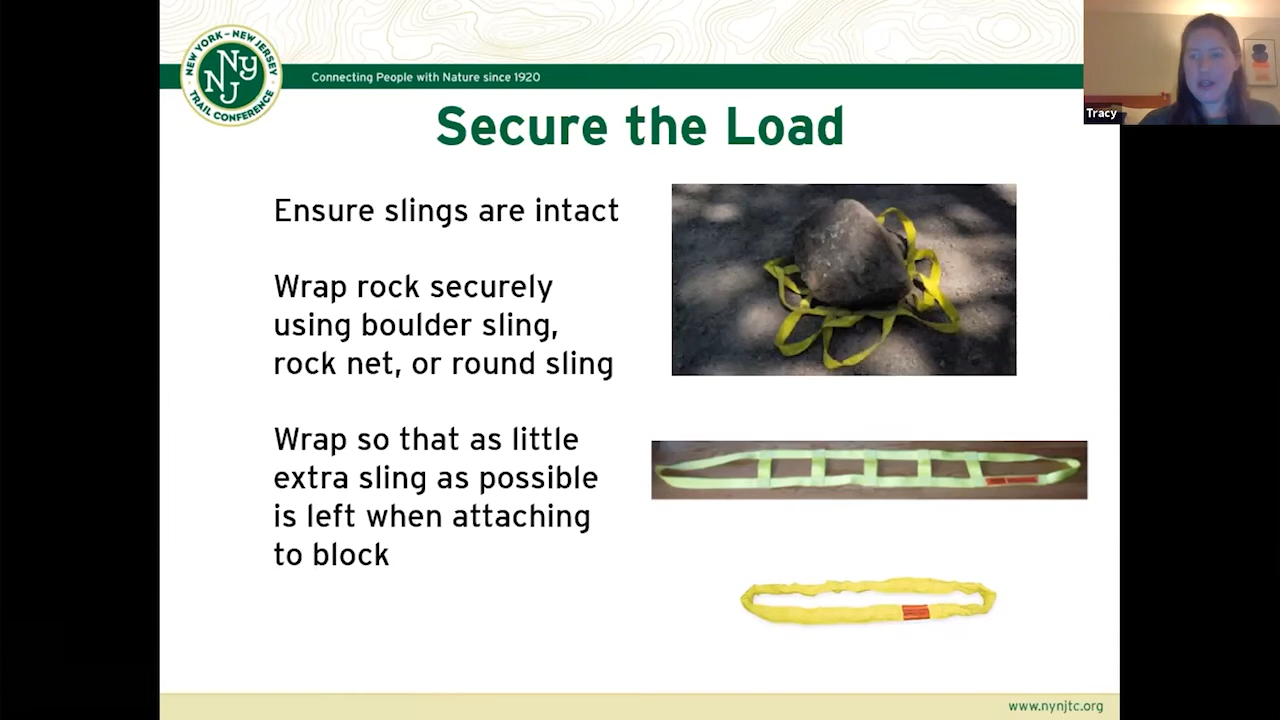 NEW YORK – NEW JERSEY
NY
NJ
TRAIL CONFERENCE
Connecting People with Nature since 1920
Tracy
Secure the Load
Ensure slings are intact
Wrap rock securely
using boulder sling,
rock net, or round sling
Wrap so that as little
extra sling as possible
is left when attaching
to block
www.nynjtc.org